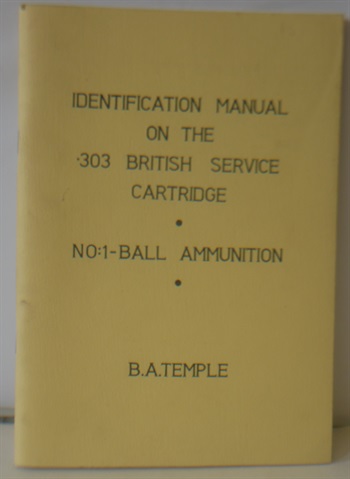 IDENTIFICATION MANUAL
ON THE
·303 BRITISH SERVICE
CARTRIDGE
•
NO:1-BALL AMMUNITION
•
B.A.TEMPLE